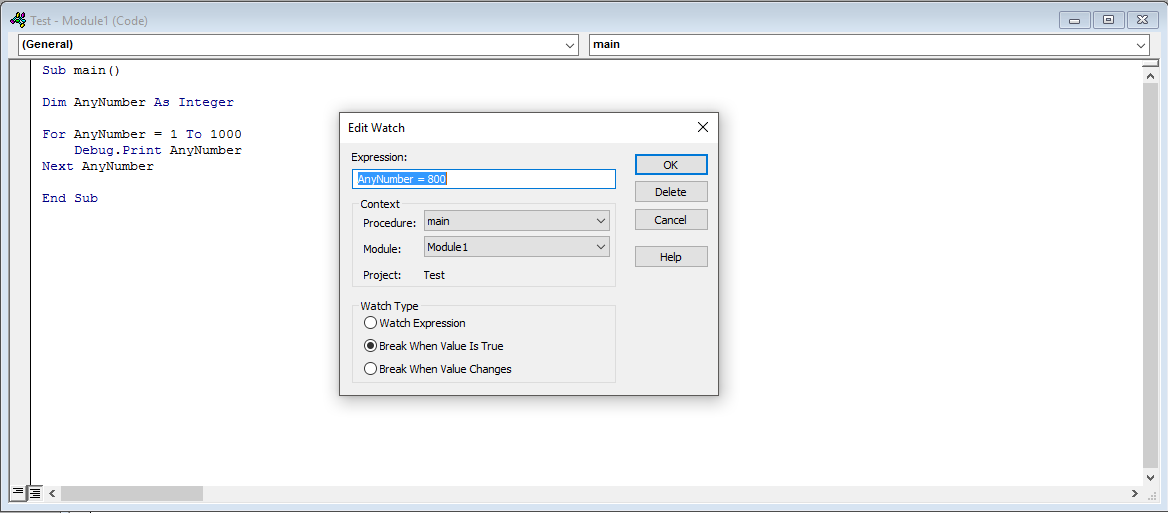 Test - Module1 (Code)
(General)
main
Sub main()
Dim AnyNumber As Integer
For AnyNumber = 1 To 1000
Debug.Print AnyNumber
Next AnyNumber
End Sub
Edit Watch
Expression:
AnyNumber = 800
OK
Delete
Cancel
Help
Context
Procedure:
main
Module:
Module1
Project:
Test
Watch Type
Watch Expression
Break When Value Is True
Break When Value Changes